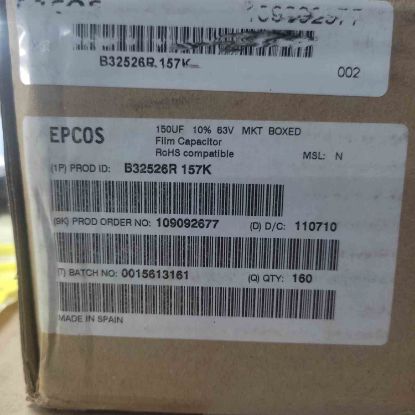 B32526R 157K
002
EPCOS
150UF 10% 63V MKT BOXED
Film Capacitor
RoHS compatible
MSL: N
(1P) PROD ID: B32526R 157K
(9K) PROD ORDER NO: 109092677 (D) D/C: 110710
(T) BATCH NO: 0015613161 (Q) QTY: 160
MADE IN SPAIN